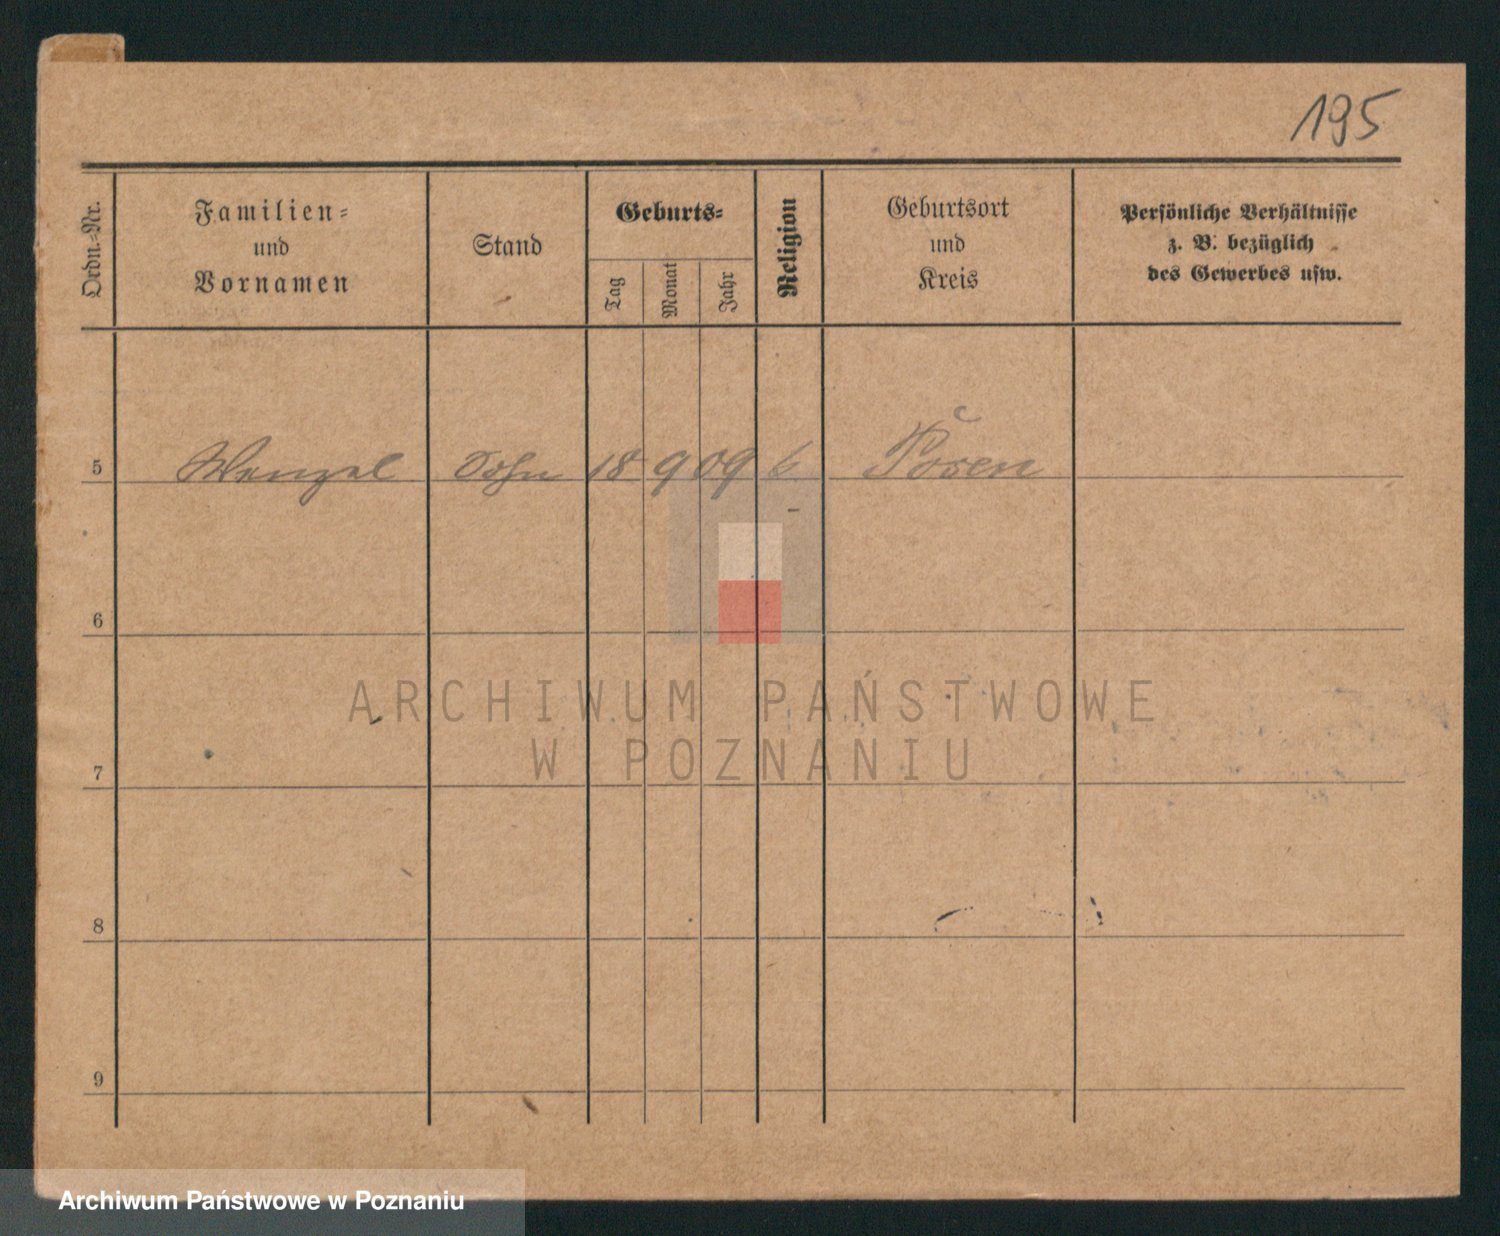 195
Ordn.-Nr.
Familien-
und
Vornamen
Stand
Geburts-
Tag
Monat
Jahr
Religion
Geburtsort
und
Kreis
Persönliche Verhältnisse
z. B. bezüglich
des Gewerbes usw.
5 Wenzel Sohn 18 9 09 Posen
6
7
8
9
ARCHIWUM PAŃSTWOWE
W POZNANIU
Archiwum Państwowe w Poznaniu